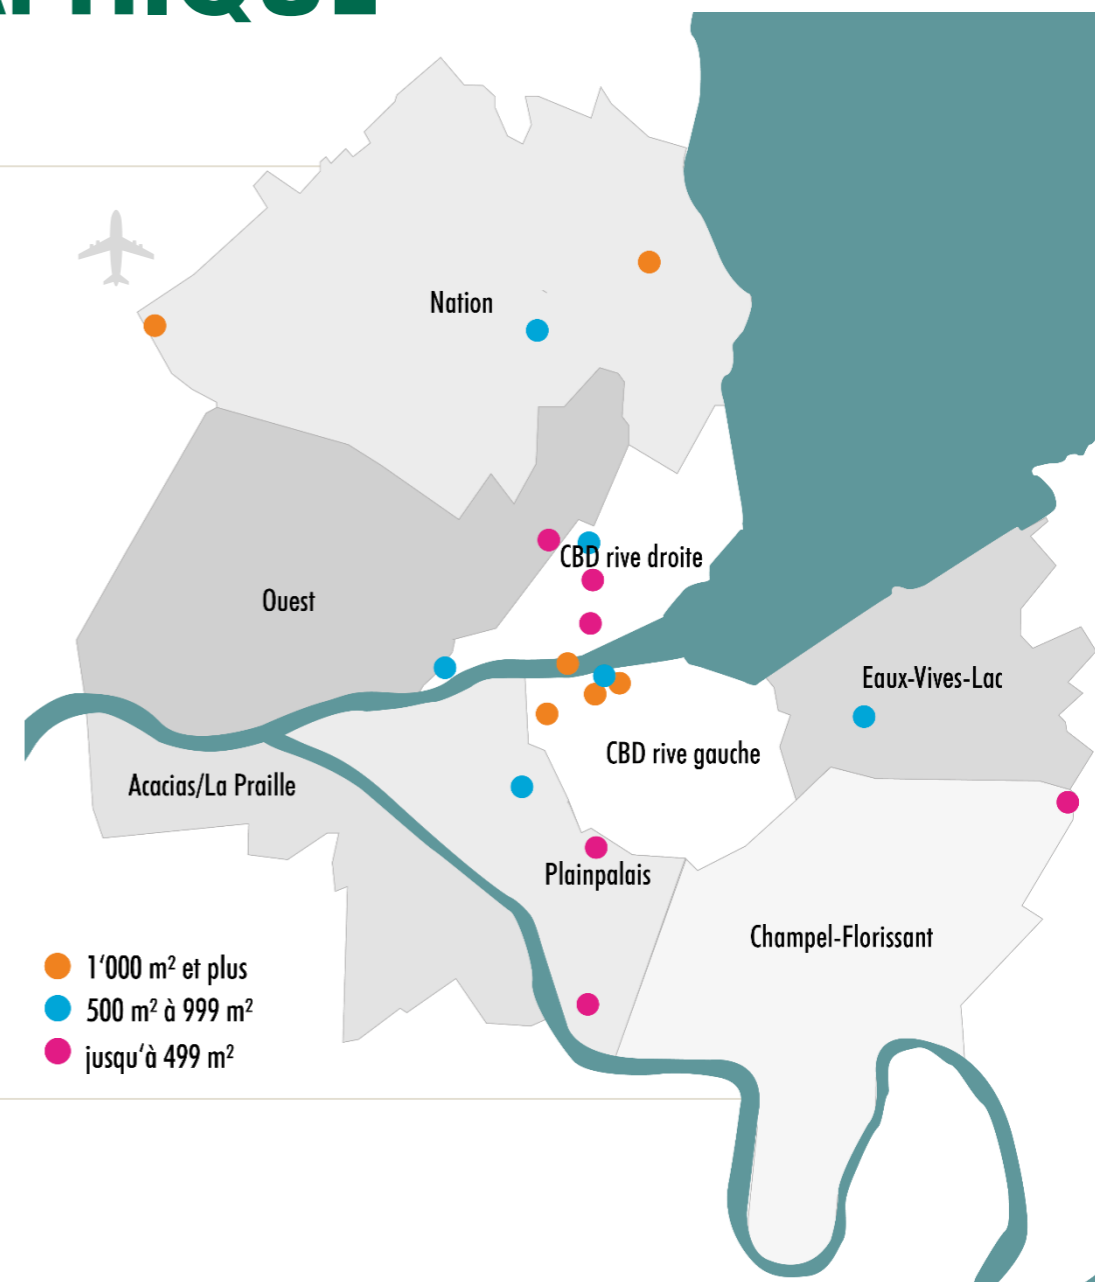 Nation
CBD rive droite
Ouest
Eaux-Vives-Lac
CBD rive gauche
Acacias/La Praille
Plainpalais
Champel-Florissant
1’000 m² et plus
500 m² à 999 m²
jusqu’à 499 m²